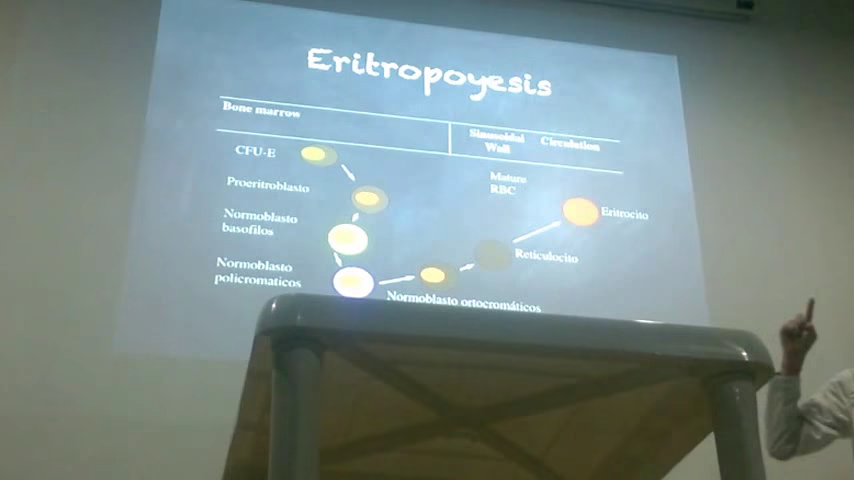 Eritropoyesis
Bone marrow
Sinusoidal
Wall
Circulation
CFU-E
Mature
RBC
Proeritroblasto
Eritrocito
Normoblasto
basofilos
Reticulocito
Normoblasto
policromaticos
Normoblasto ortocromáticos